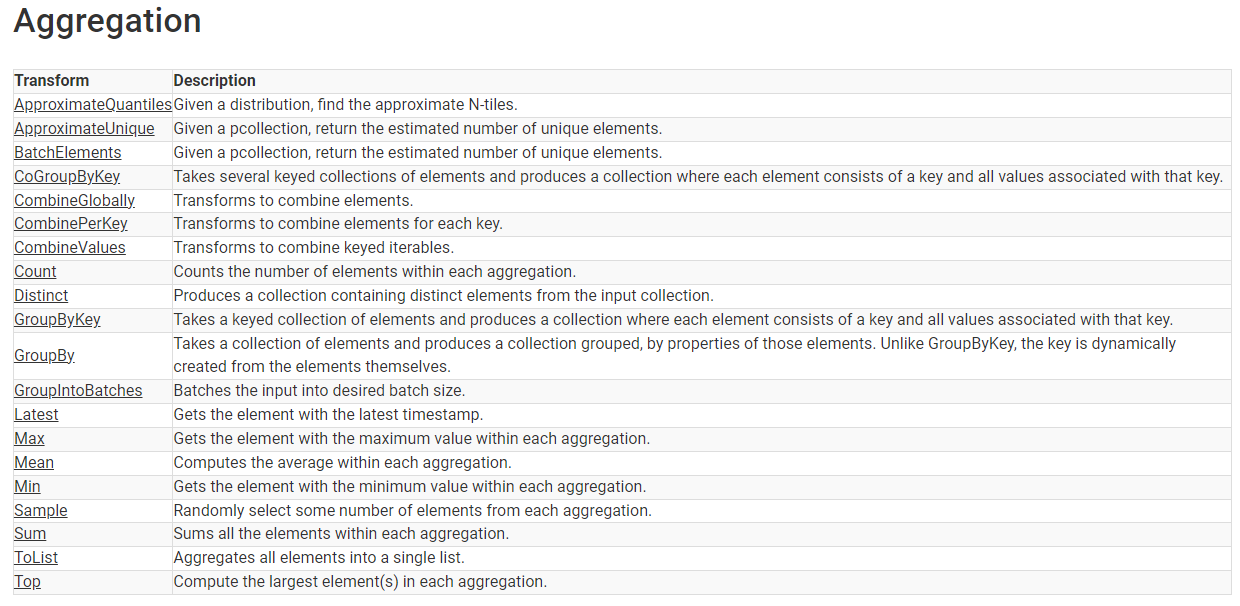 Aggregation
Transform Description
ApproximateQuantiles Given a distribution, find the approximate N-tiles.
ApproximateUnique Given a pcollection, return the estimated number of unique elements.
BatchElements Given a pcollection, return the estimated number of unique elements.
CoGroupByKey Takes several keyed collections of elements and produces a collection where each element consists of a key and all values associated with that key.
CombineGlobally Transforms to combine elements.
CombinePerKey Transforms to combine elements for each key.
CombineValues Transforms to combine keyed iterables.
Count Counts the number of elements within each aggregation.
Distinct Produces a collection containing distinct elements from the input collection.
GroupByKey Takes a keyed collection of elements and produces a collection where each element consists of a key and all values associated with that key.
GroupBy Takes a collection of elements and produces a collection grouped, by properties of those elements. Unlike GroupByKey, the key is dynamically
created from the elements themselves.
GroupIntoBatches Batches the input into desired batch size.
Latest Gets the element with the latest timestamp.
Max Gets the element with the maximum value within each aggregation.
Mean Computes the average within each aggregation.
Min Gets the element with the minimum value within each aggregation.
Sample Randomly select some number of elements from each aggregation.
Sum Sums all the elements within each aggregation.
ToList Aggregates all elements into a single list.
Top Compute the largest element(s) in each aggregation.